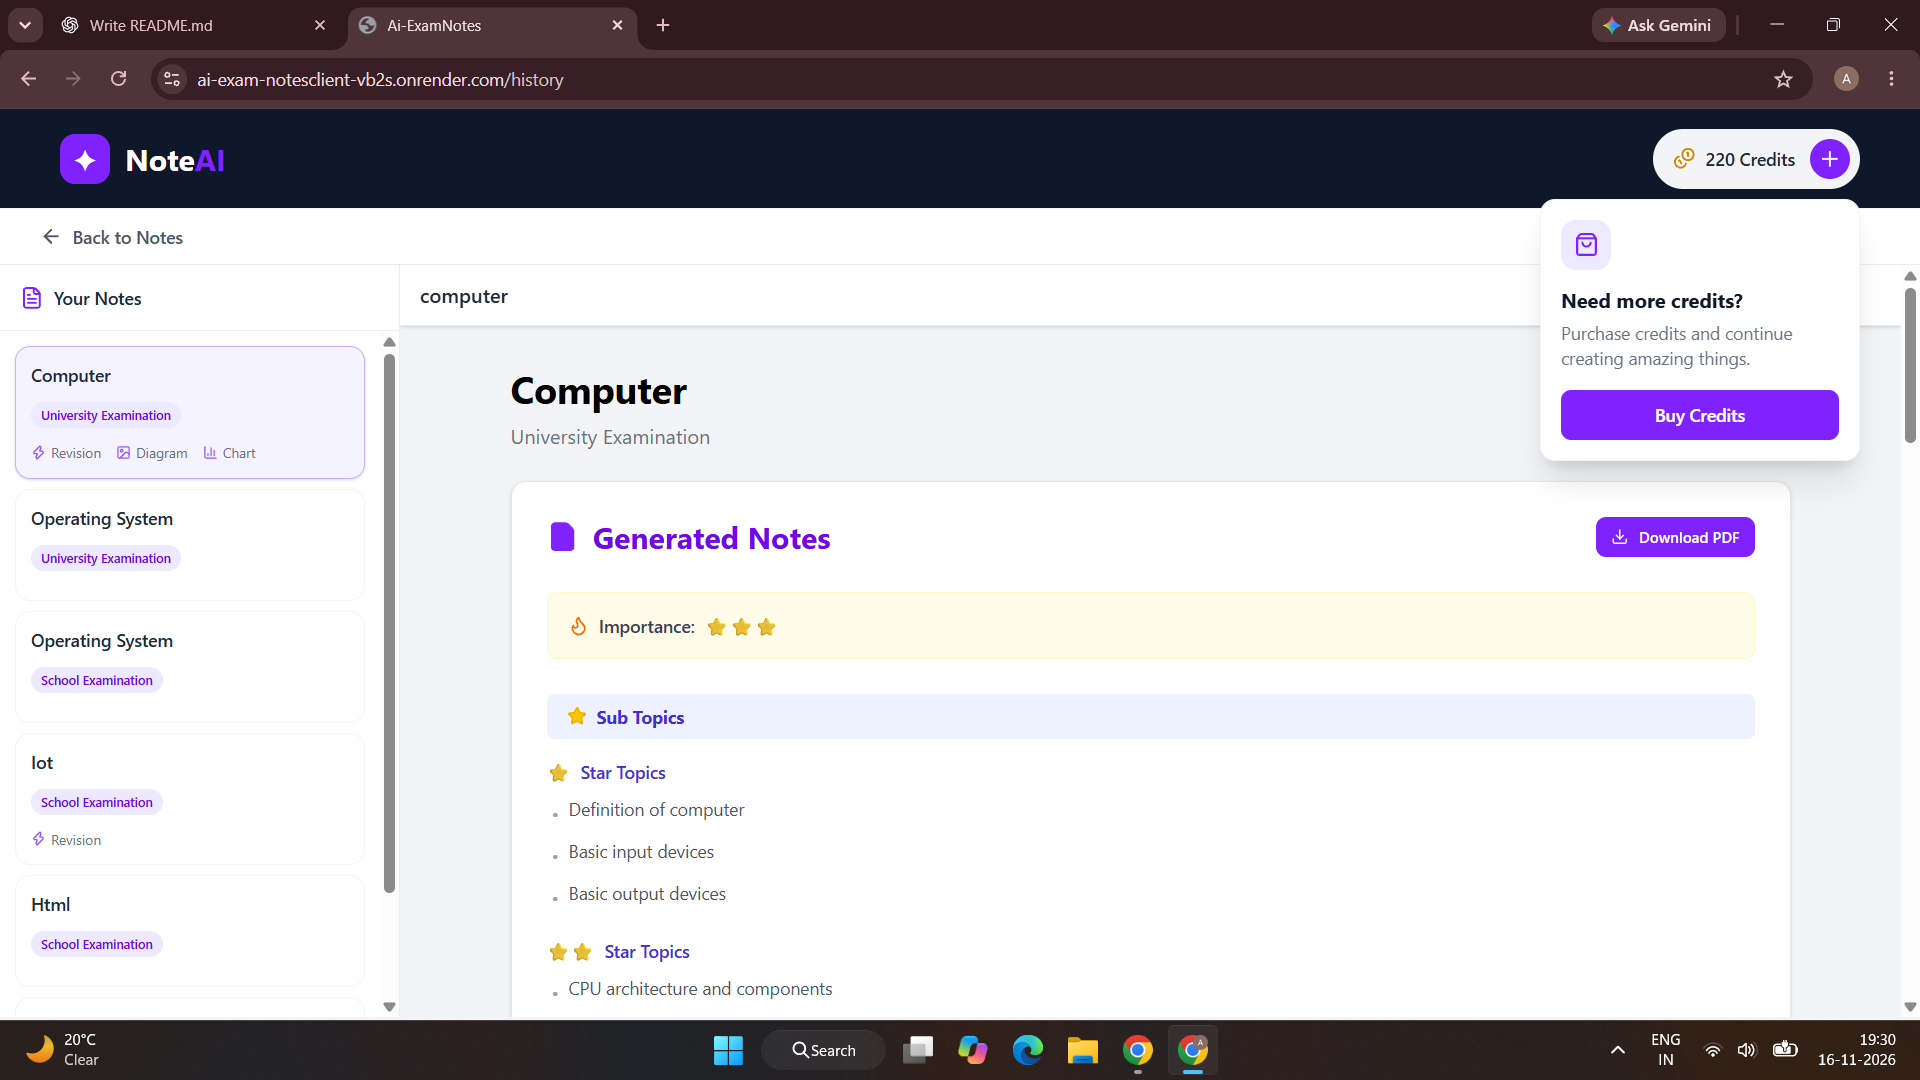 Write README.md
Ai-ExamNotes
Ask Gemini
ai-exam-notesclient-vb2s.onrender.com/history
A
NoteAI
220 Credits
Back to Notes
Need more credits?
Purchase credits and continue
creating amazing things.
Buy Credits
Your Notes
Computer
University Examination
Revision Diagram Chart
Operating System
University Examination
Operating System
School Examination
Iot
School Examination
Revision
Html
School Examination
computer
Computer
University Examination
Generated Notes
Download PDF
Importance:
Sub Topics
Star Topics
Definition of computer
Basic input devices
Basic output devices
Star Topics
CPU architecture and components
20°C
Clear
Search
A
ENG
IN
19:30
16-11-2026